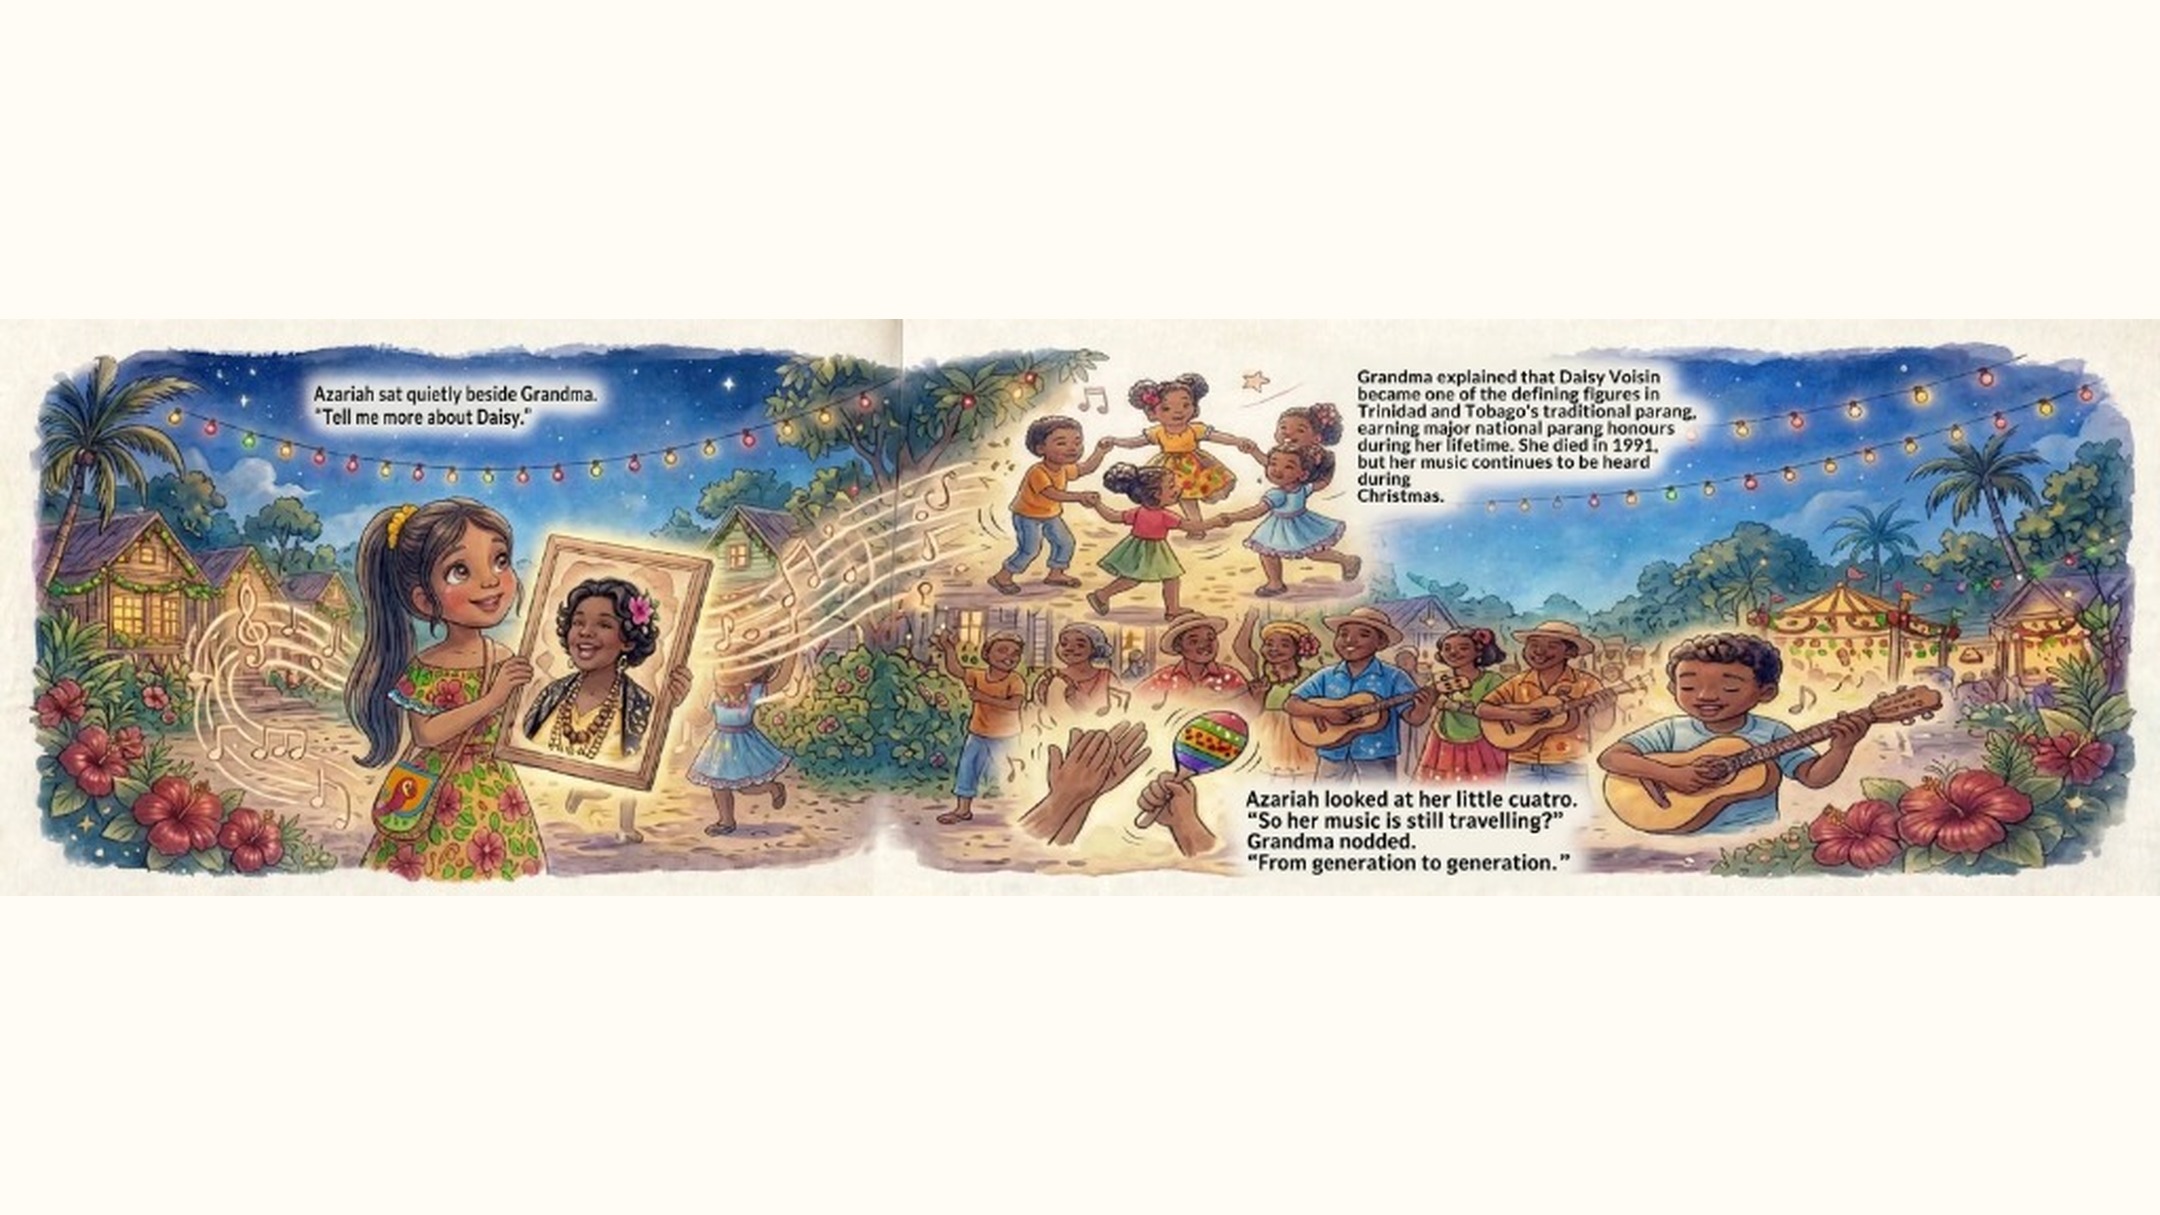 Azariah sat quietly beside Grandma.
"Tell me more about Daisy."
Grandma explained that Daisy Voisin
became one of the defining figures in
Trinidad and Tobago's traditional parang,
earning major national parang honours
during her lifetime. She died in 1991,
but her music continues to be heard
during
Christmas.
Azariah looked at her little cuatro.
“So her music is still travelling?”
Grandma nodded.
“From generation to generation.”